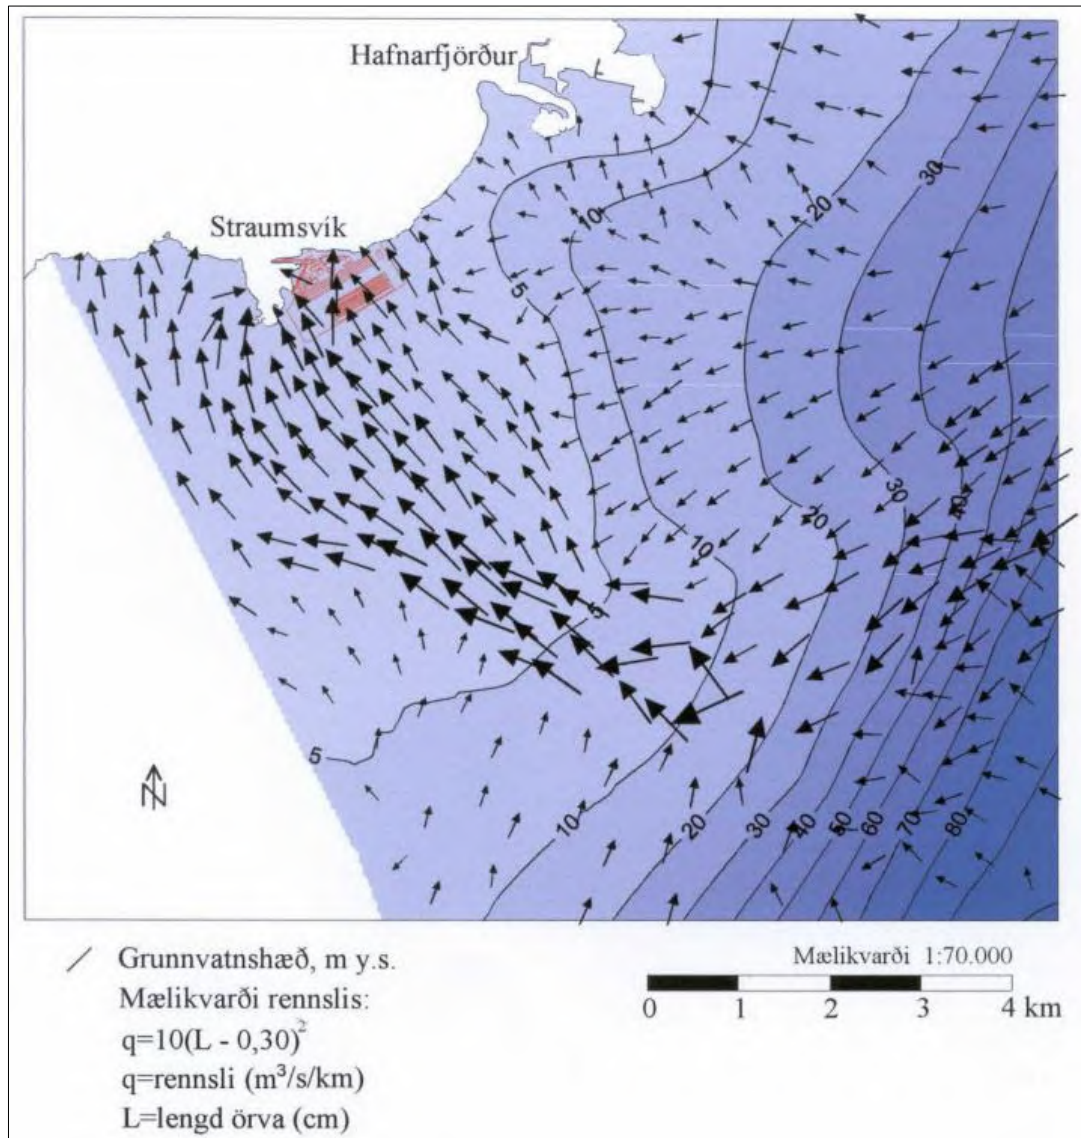 Hafnarfjörður
Straumsvík
30
20
10
5
30
40
20
10
5
5
10
20
30
40
50
60
70
80
N
Grunnvatnshæð, m y.s.
Mælikvarði rennslis:
q=10(L - 0,30)²
q=rennsli (m³/s/km)
L=lengd örva (cm)
Mælikvarði 1:70.000
0 1 2 3 4 km